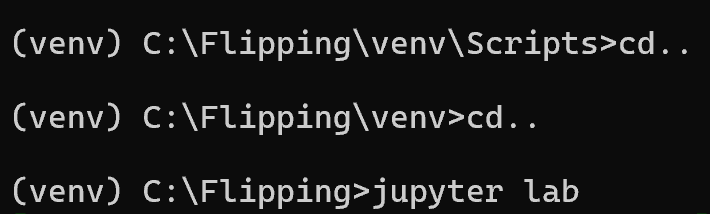 (venv) C:\Flipping\venv\Scripts>cd..
(venv) C:\Flipping\venv>cd..
(venv) C:\Flipping>jupyter lab